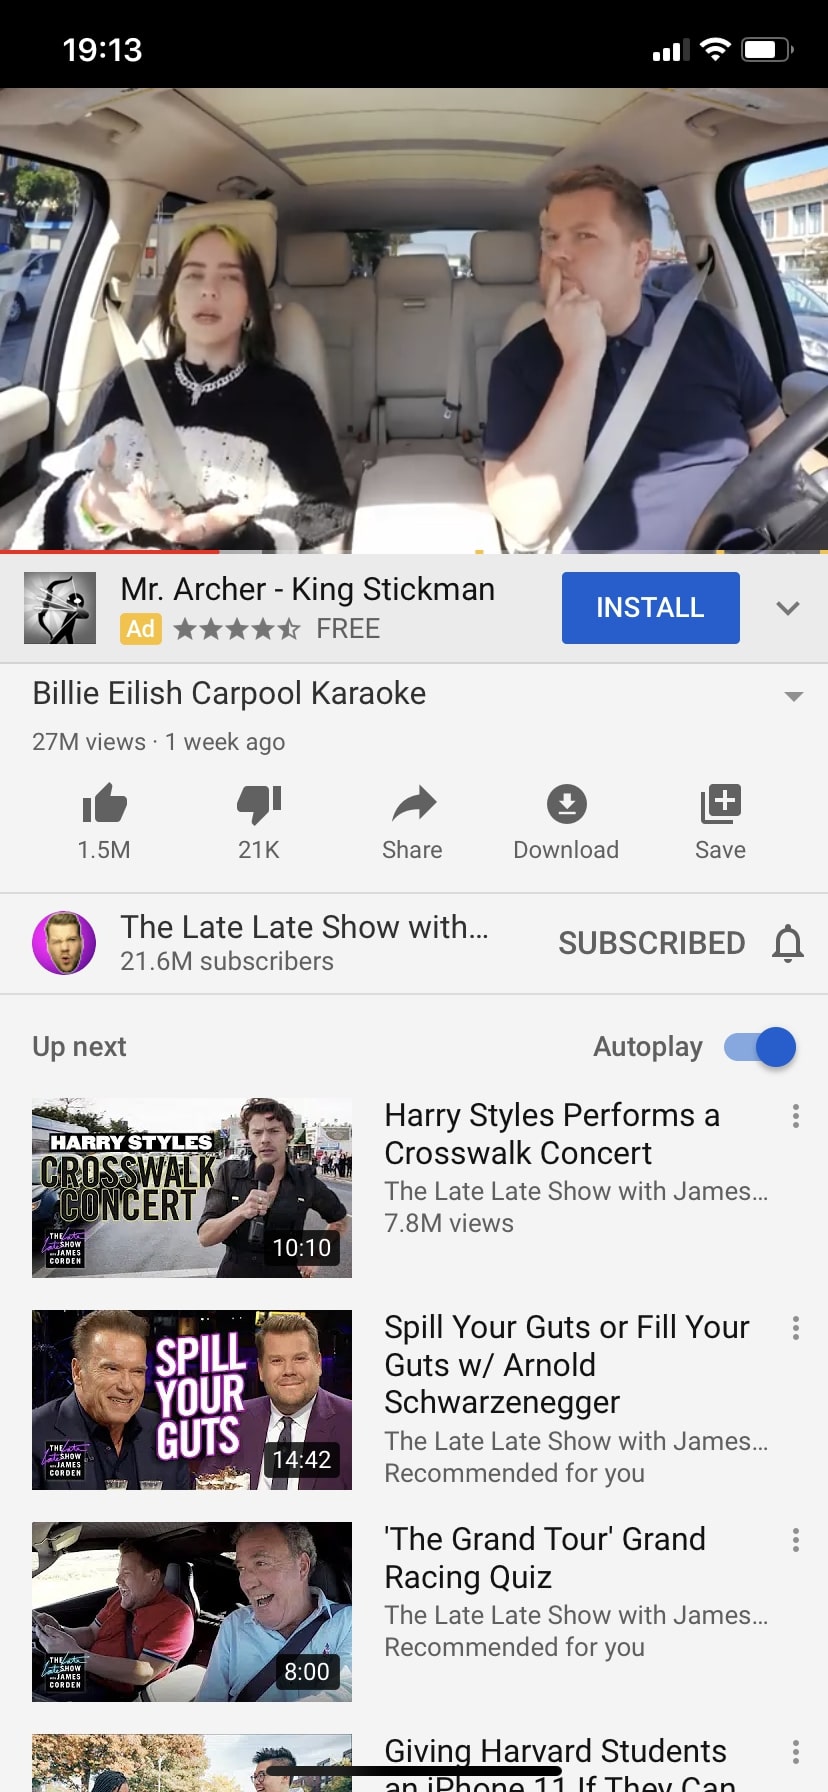 19:13
Mr. Archer - King Stickman
INSTALL
Ad
FREE
Billie Eilish Carpool Karaoke
27M views · 1 week ago
1.5M
21K
Share
Download
Save
The Late Late Show with...
21.6M subscribers
SUBSCRIBED
Up next
Autoplay
HARRY STYLES
CROSSWALK
CONCERT
THE Late Late
SHOW
WITH JAMES
CORDEN
10:10
Harry Styles Performs a
Crosswalk Concert
The Late Late Show with James...
7.8M views
SPILL
YOUR
GUTS
THE Late Late
SHOW
WITH JAMES
CORDEN
14:42
Spill Your Guts or Fill Your
Guts w/ Arnold
Schwarzenegger
The Late Late Show with James...
Recommended for you
THE Late Late
SHOW
WITH JAMES
CORDEN
8:00
'The Grand Tour' Grand
Racing Quiz
The Late Late Show with James...
Recommended for you
Giving Harvard Students
an iPhone 11 If They Can